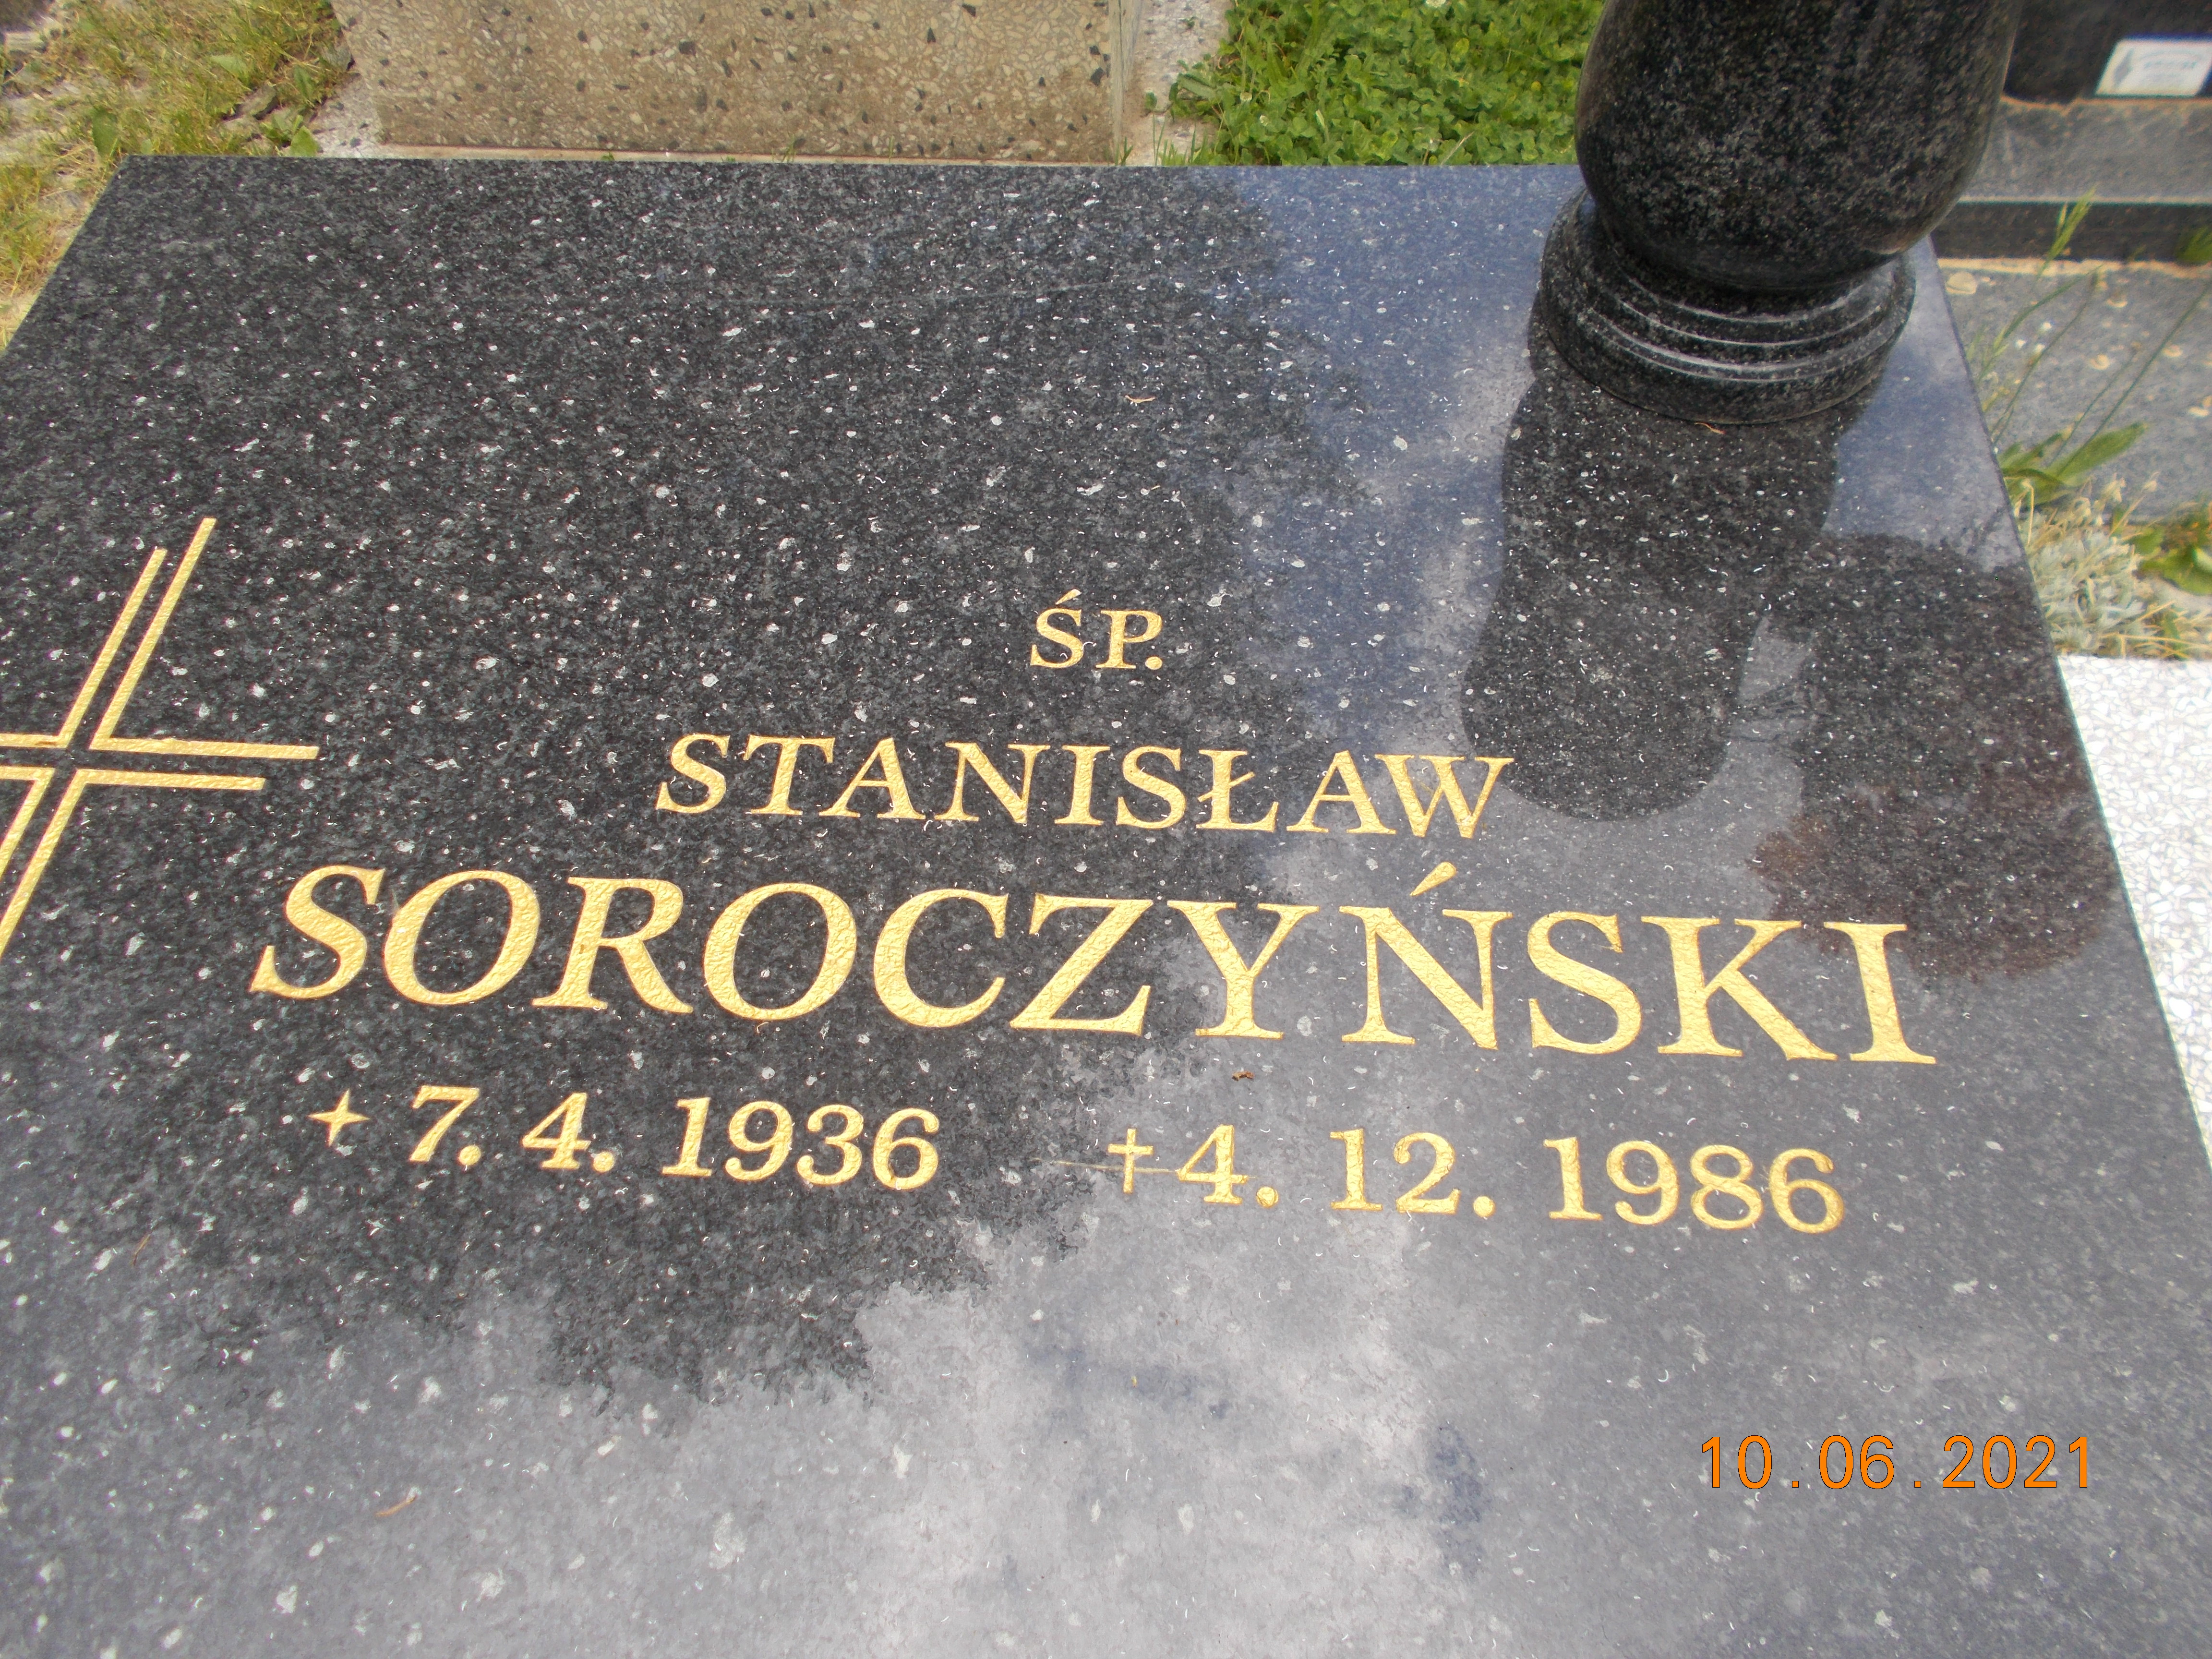 ŚP.
STANISŁAW
SOROCZYŃSKI
✦ 7. 4. 1936 ✝ 4. 12. 1986
10.06.2021